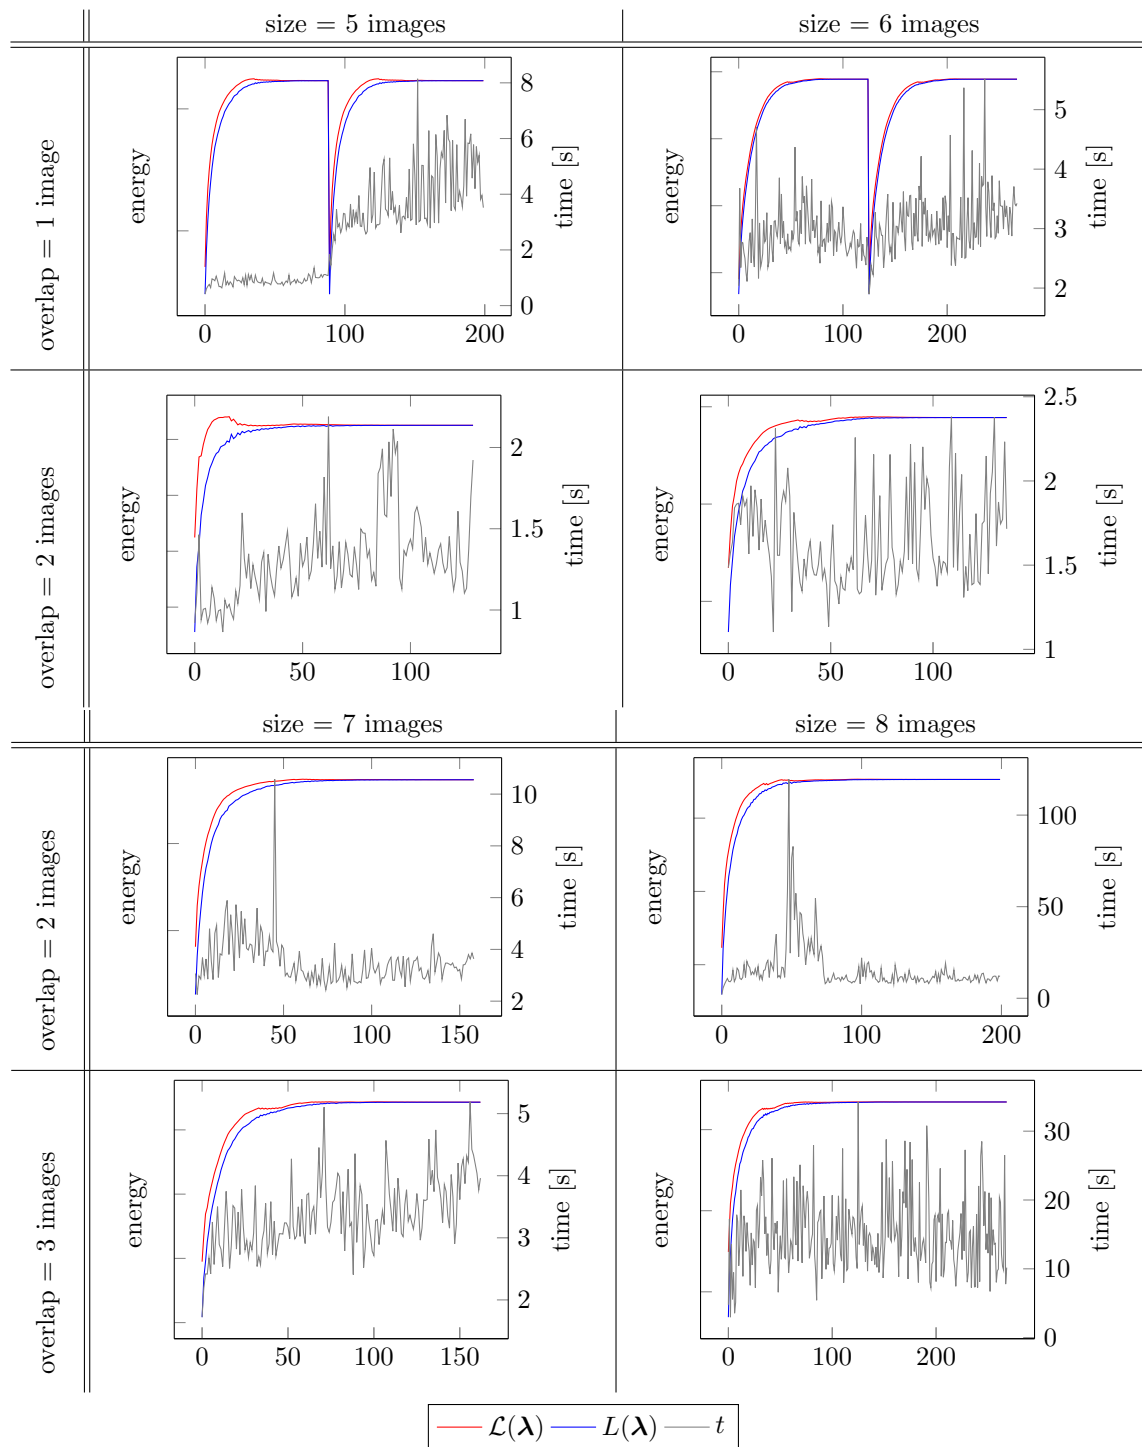 size = 5 images
size = 6 images
overlap = 1 image
energy
8
6
4
2
0
time [s]
0
100
200
energy
5
4
3
2
time [s]
0
100
200
overlap = 2 images
energy
2
1.5
1
time [s]
0
50
100
energy
2.5
2
1.5
1
time [s]
0
50
100
size = 7 images
size = 8 images
overlap = 2 images
energy
10
8
6
4
2
time [s]
0
50
100
150
energy
100
50
0
time [s]
0
100
200
overlap = 3 images
energy
5
4
3
2
time [s]
0
50
100
150
energy
30
20
10
0
time [s]
0
100
200
ℒ(𝝀) L(𝝀) t